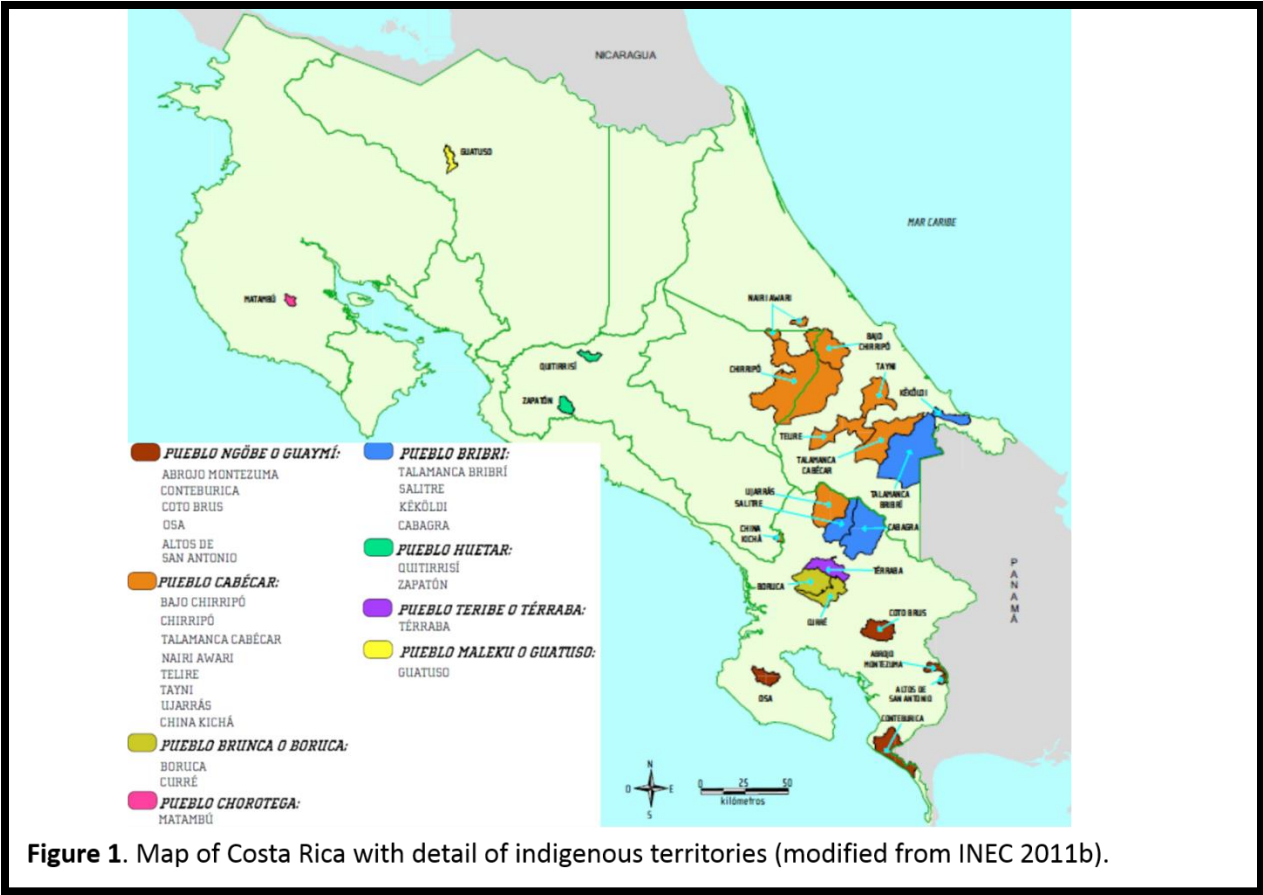 NICARAGUA
GUATUSO
MAR CARIBE
MATAMBÚ
NAIRI AWARI
BAJO
CHIRRIPÓ
QUITIRRISÍ
CHIRRIPÓ
TAYNI
KÉKÖLDI
ZAPATÓN
TELIRE
TALAMANCA
CABÉCAR
UJARRÁS
SALITRE
TALAMANCA
BRIBRÍ
CHINA
KICHÁ
CABAGRA
TÉRRABA
BORUCA
CURRÉ
COTO BRUS
ABROJO
MONTEZUMA
OSA
ALTOS DE
SAN ANTONIO
CONTEBURICA
PANAMÁ
PUEBLO NGÖBE O GUAYMÍ:
ABROJO MONTEZUMA
CONTEBURICA
COTO BRUS
OSA
ALTOS DE
SAN ANTONIO
PUEBLO CABÉCAR:
BAJO CHIRRIPÓ
CHIRRIPÓ
TALAMANCA CABÉCAR
NAIRI AWARI
TELIRE
TAYNI
UJARRÁS
CHINA KICHÁ
PUEBLO BRUNCA O BORUCA:
BORUCA
CURRÉ
PUEBLO CHOROTEGA:
MATAMBÚ
PUEBLO BRIBRI:
TALAMANCA BRIBRÍ
SALITRE
KÉKÖLDI
CABAGRA
PUEBLO HUETAR:
QUITIRRISÍ
ZAPATÓN
PUEBLO TERIBE O TÉRRABA:
TÉRRABA
PUEBLO MALEKU O GUATUSO:
GUATUSO
N
O E
S
0 25 50
kilómetros
Figure 1. Map of Costa Rica with detail of indigenous territories (modified from INEC 2011b).